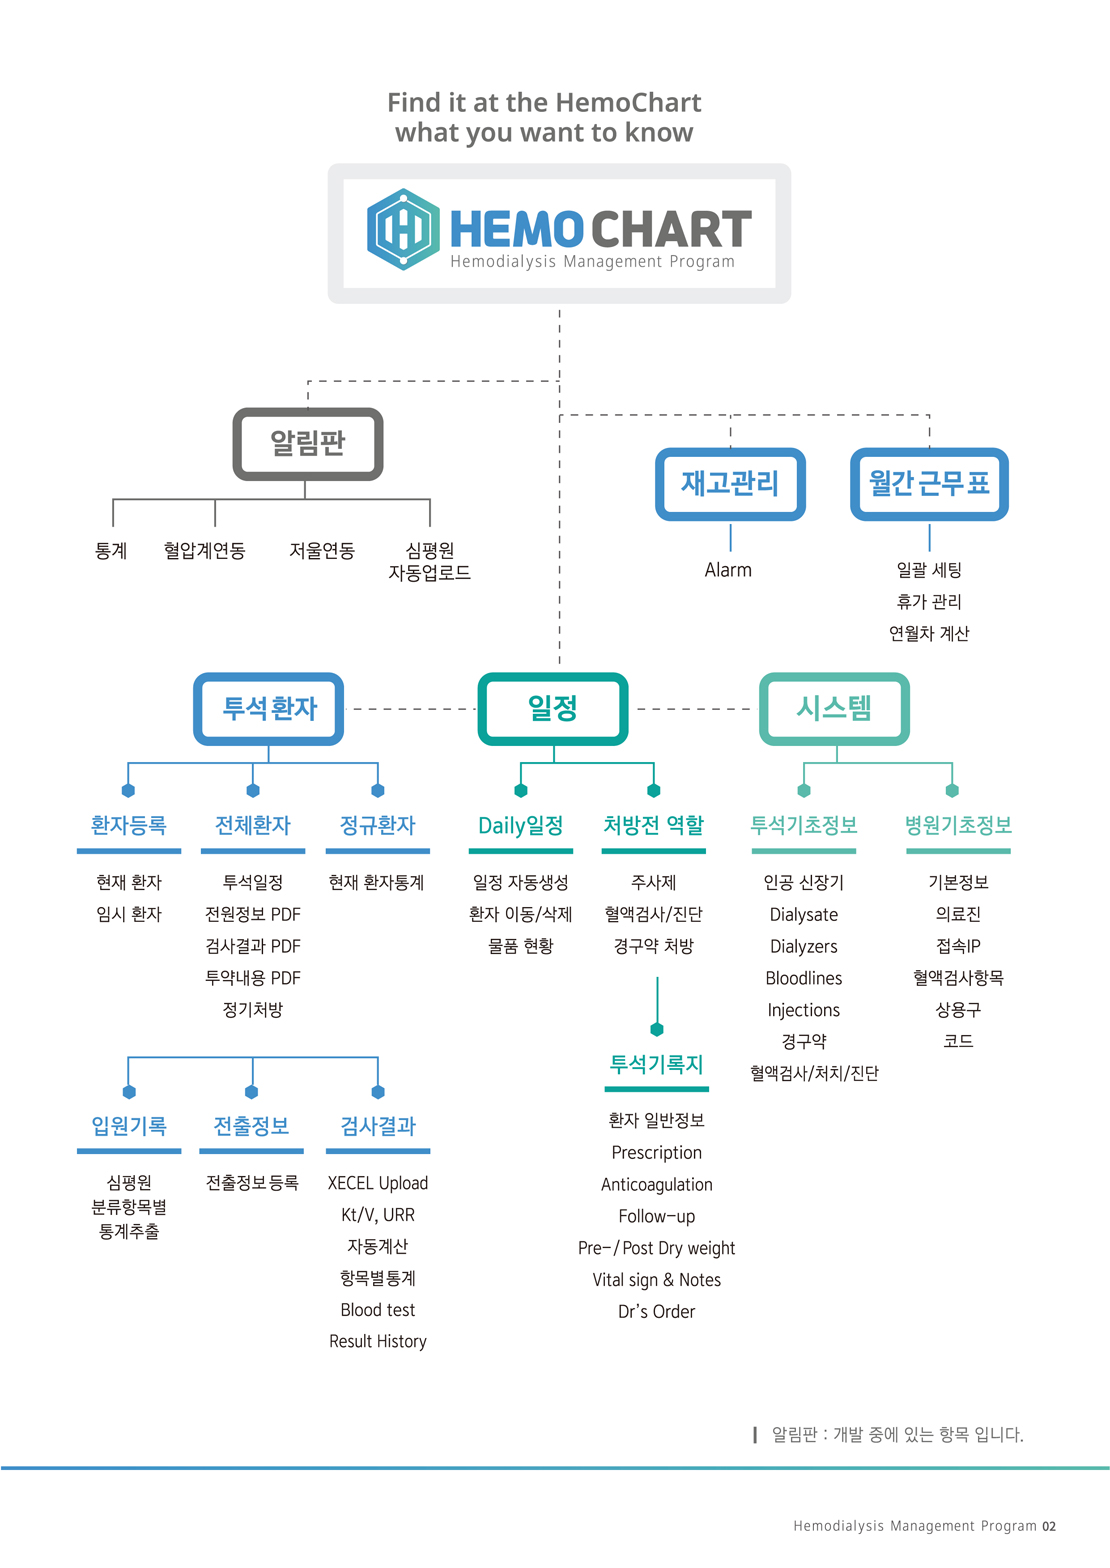 Find it at the HemoChart
what you want to know
HEMO CHART
Hemodialysis Management Program
알림판
통계
혈압계연동
저울연동
심평원
자동업로드
재고관리
Alarm
월간 근무표
일괄 세팅
휴가 관리
연월차 계산
투석 환자
일정
시스템
환자등록
현재 환자
임시 환자
전체환자
투석일정
전원정보 PDF
검사결과 PDF
투약내용 PDF
정기처방
정규환자
현재 환자통계
입원기록
심평원
분류항목별
통계추출
전출정보
전출정보 등록
검사결과
XECEL Upload
Kt/V, URR
자동계산
항목별통계
Blood test
Result History
Daily일정
일정 자동생성
환자 이동/삭제
물품 현황
처방전 역할
주사제
혈액검사/진단
경구약 처방
투석기록지
환자 일반정보
Prescription
Anticoagulation
Follow-up
Pre-/Post Dry weight
Vital sign & Notes
Dr's Order
투석기초정보
인공 신장기
Dialysate
Dialyzers
Bloodlines
Injections
경구약
혈액검사/처치/진단
병원기초정보
기본정보
의료진
접속IP
혈액검사항목
상용구
코드
알림판 : 개발 중에 있는 항목 입니다.
Hemodialysis Management Program 02